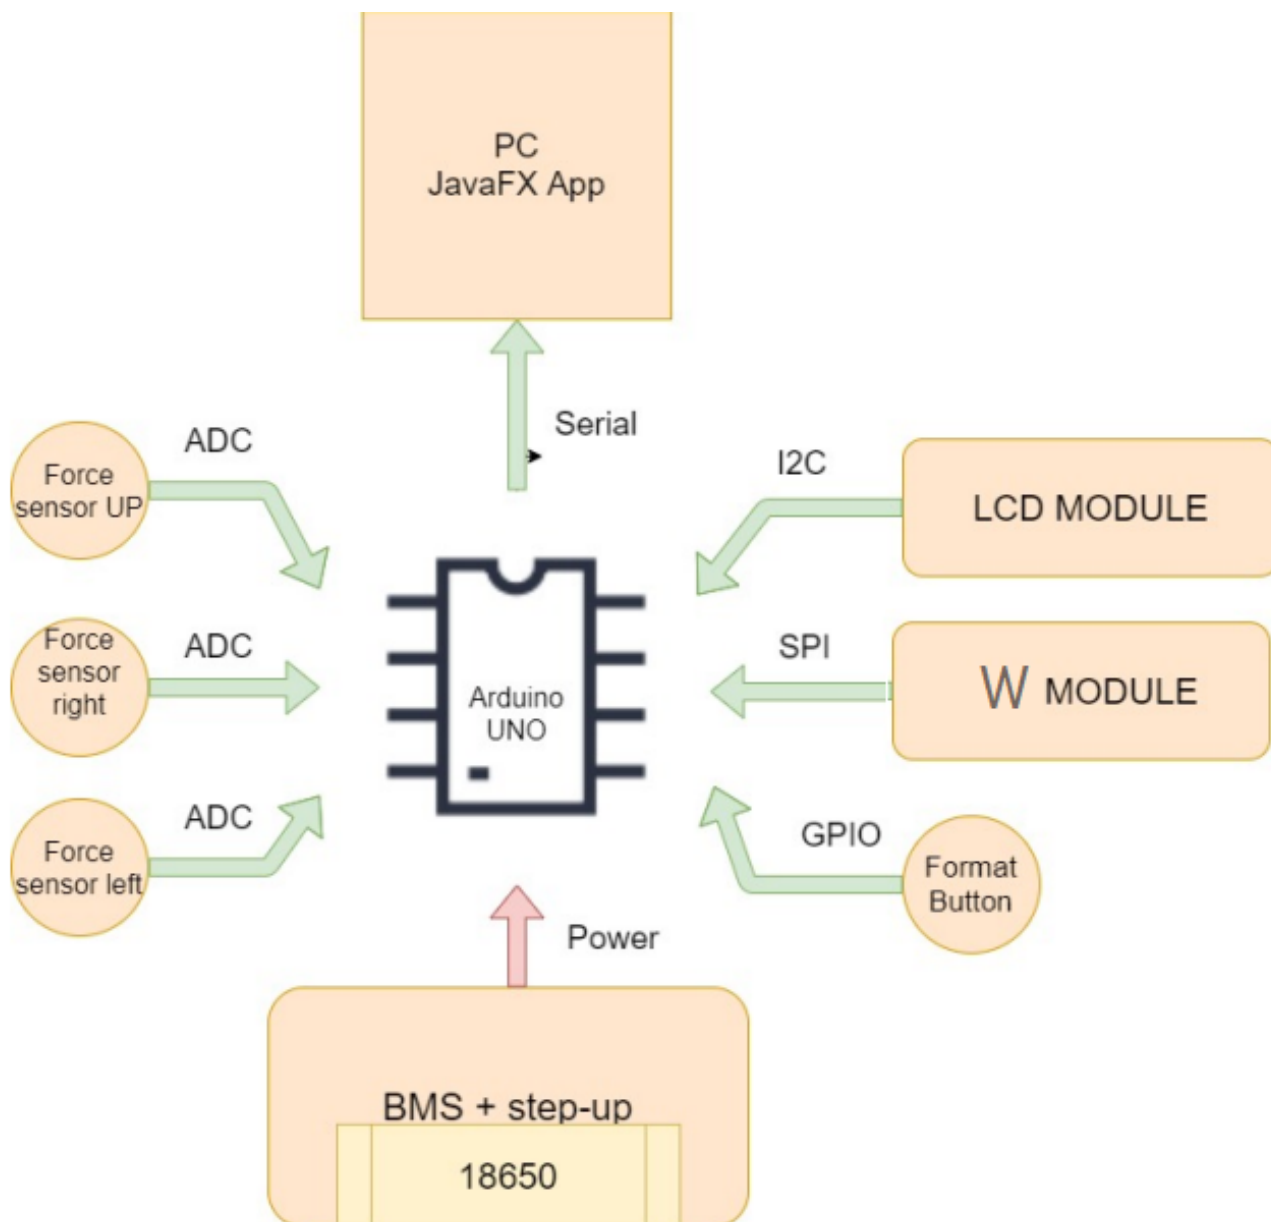 PC
JavaFX App
Serial
ADC
Force
sensor UP
I2C
LCD MODULE
ADC
Force
sensor
right
SPI
W MODULE
Arduino
UNO
ADC
Force
sensor left
GPIO
Format
Button
Power
BMS + step-up
18650